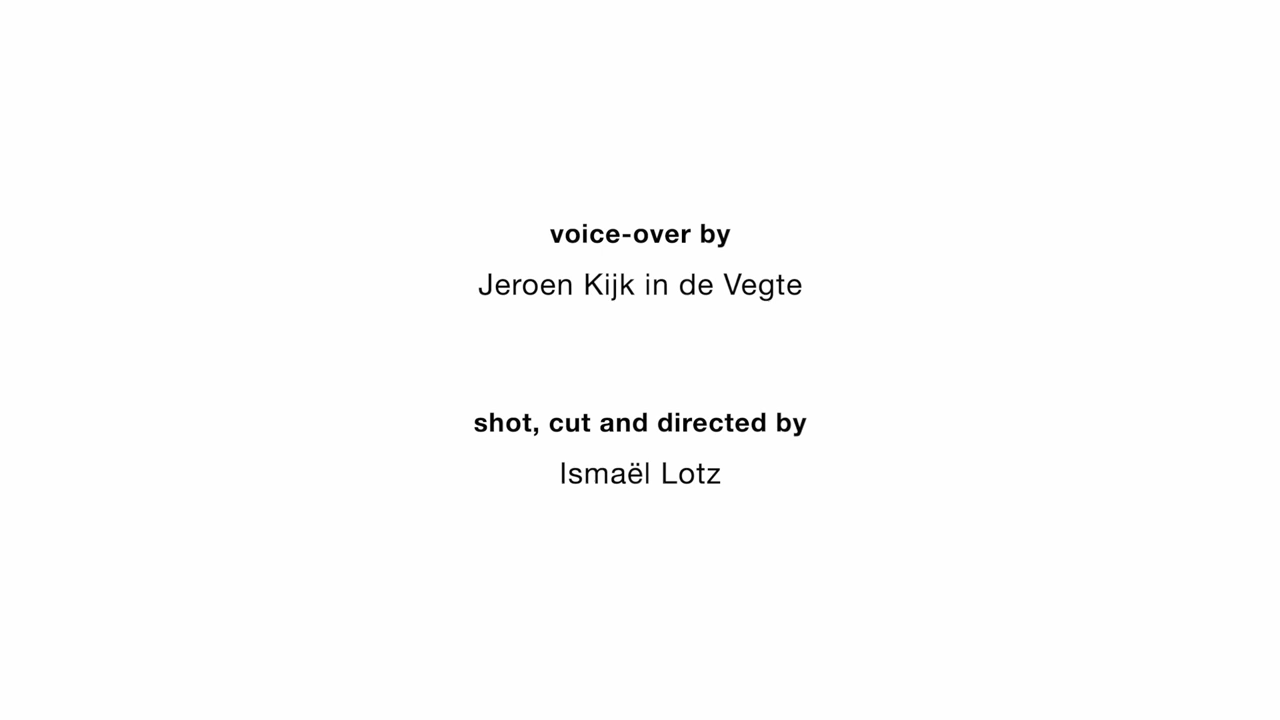 voice-over by
Jeroen Kijk in de Vegte
shot, cut and directed by
Ismaël Lotz